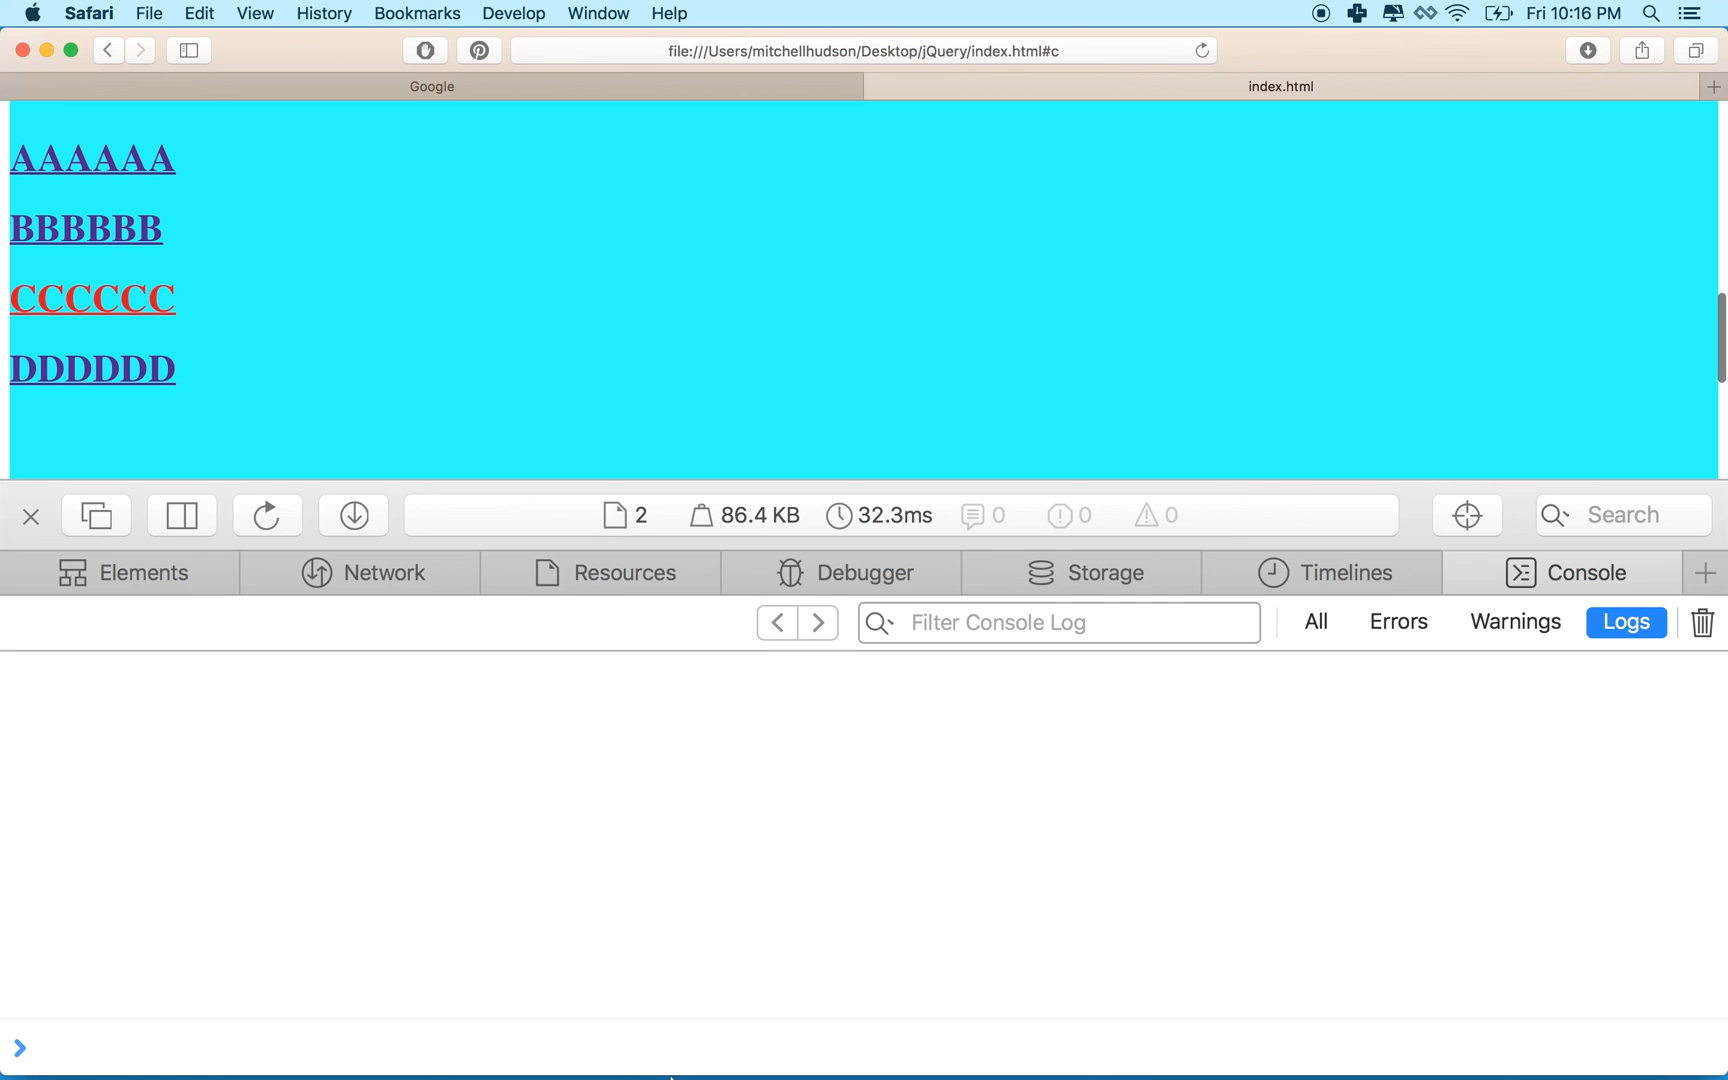 Safari File Edit View History Bookmarks Develop Window Help Fri 10:16 PM
file:///Users/mitchellhudson/Desktop/jQuery/index.html#c
Google index.html
AAAAAA
BBBBBB
CCCCCC
DDDDDD
2 86.4 KB 32.3ms 0 0 0 Search
Elements Network Resources Debugger Storage Timelines Console
Filter Console Log All Errors Warnings Logs